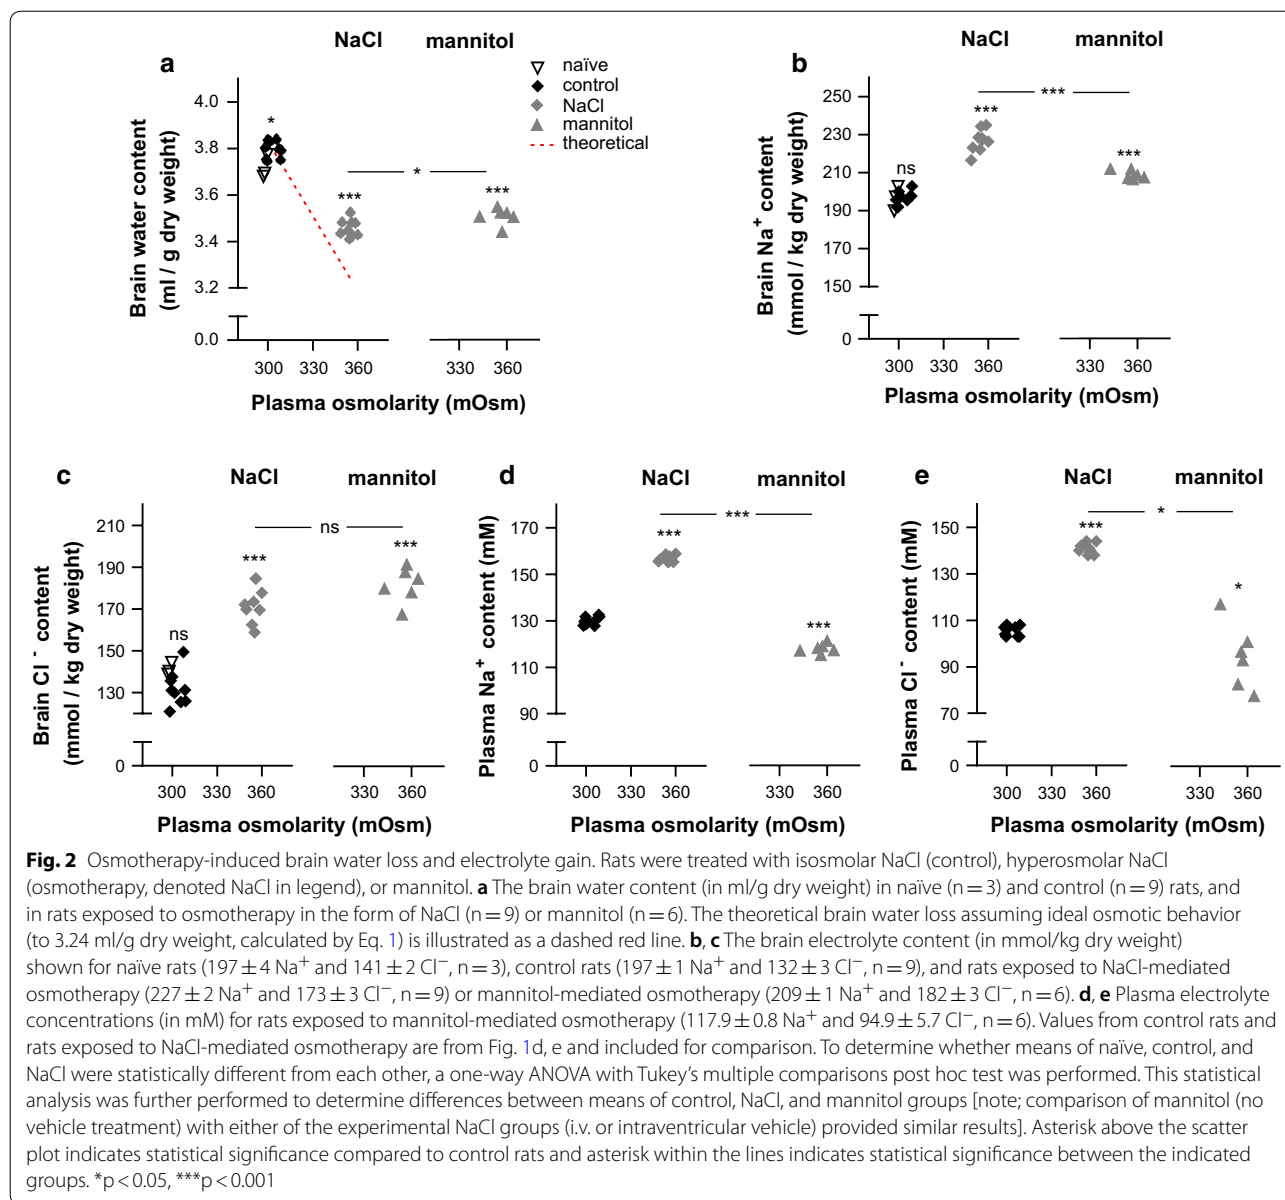 NaCl mannitol
a
naïve
control
NaCl
mannitol
theoretical
Brain water content
(ml / g dry weight)
4.0
3.8
3.6
3.4
3.2
0.0
*
***
*
***
300 330 360 330 360
Plasma osmolarity (mOsm)
NaCl mannitol
b
Brain Na+ content
(mmol / kg dry weight)
250
230
210
190
170
150
0
ns
***
***
***
300 330 360 330 360
Plasma osmolarity (mOsm)
c
NaCl mannitol
Brain Cl- content
(mmol / kg dry weight)
210
190
170
150
130
0
ns
***
ns
***
300 330 360 330 360
Plasma osmolarity (mOsm)
d
NaCl mannitol
Plasma Na+ content (mM)
170
150
130
110
90
0
***
***
***
300 330 360 330 360
Plasma osmolarity (mOsm)
e
NaCl mannitol
Plasma Cl- content (mM)
150
130
110
90
70
0
***
*
*
300 330 360 330 360
Plasma osmolarity (mOsm)
Fig. 2 Osmotherapy-induced brain water loss and electrolyte gain. Rats were treated with isosmolar NaCl (control), hyperosmolar NaCl
(osmotherapy, denoted NaCl in legend), or mannitol. a The brain water content (in ml/g dry weight) in naïve (n = 3) and control (n = 9) rats, and
in rats exposed to osmotherapy in the form of NaCl (n = 9) or mannitol (n = 6). The theoretical brain water loss assuming ideal osmotic behavior
(to 3.24 ml/g dry weight, calculated by Eq. 1) is illustrated as a dashed red line. b, c The brain electrolyte content (in mmol/kg dry weight)
shown for naïve rats (197 ± 4 Na+ and 141 ± 2 Cl−, n = 3), control rats (197 ± 1 Na+ and 132 ± 3 Cl−, n = 9), and rats exposed to NaCl-mediated
osmotherapy (227 ± 2 Na+ and 173 ± 3 Cl−, n = 9) or mannitol-mediated osmotherapy (209 ± 1 Na+ and 182 ± 3 Cl−, n = 6). d, e Plasma electrolyte
concentrations (in mM) for rats exposed to mannitol-mediated osmotherapy (117.9 ± 0.8 Na+ and 94.9 ± 5.7 Cl−, n = 6). Values from control rats and
rats exposed to NaCl-mediated osmotherapy are from Fig. 1d, e and included for comparison. To determine whether means of naïve, control, and
NaCl were statistically different from each other, a one-way ANOVA with Tukey's multiple comparisons post hoc test was performed. This statistical
analysis was further performed to determine differences between means of control, NaCl, and mannitol groups [note; comparison of mannitol (no
vehicle treatment) with either of the experimental NaCl groups (i.v. or intraventricular vehicle) provided similar results]. Asterisk above the scatter
plot indicates statistical significance compared to control rats and asterisk within the lines indicates statistical significance between the indicated
groups. *p < 0.05, ***p < 0.001